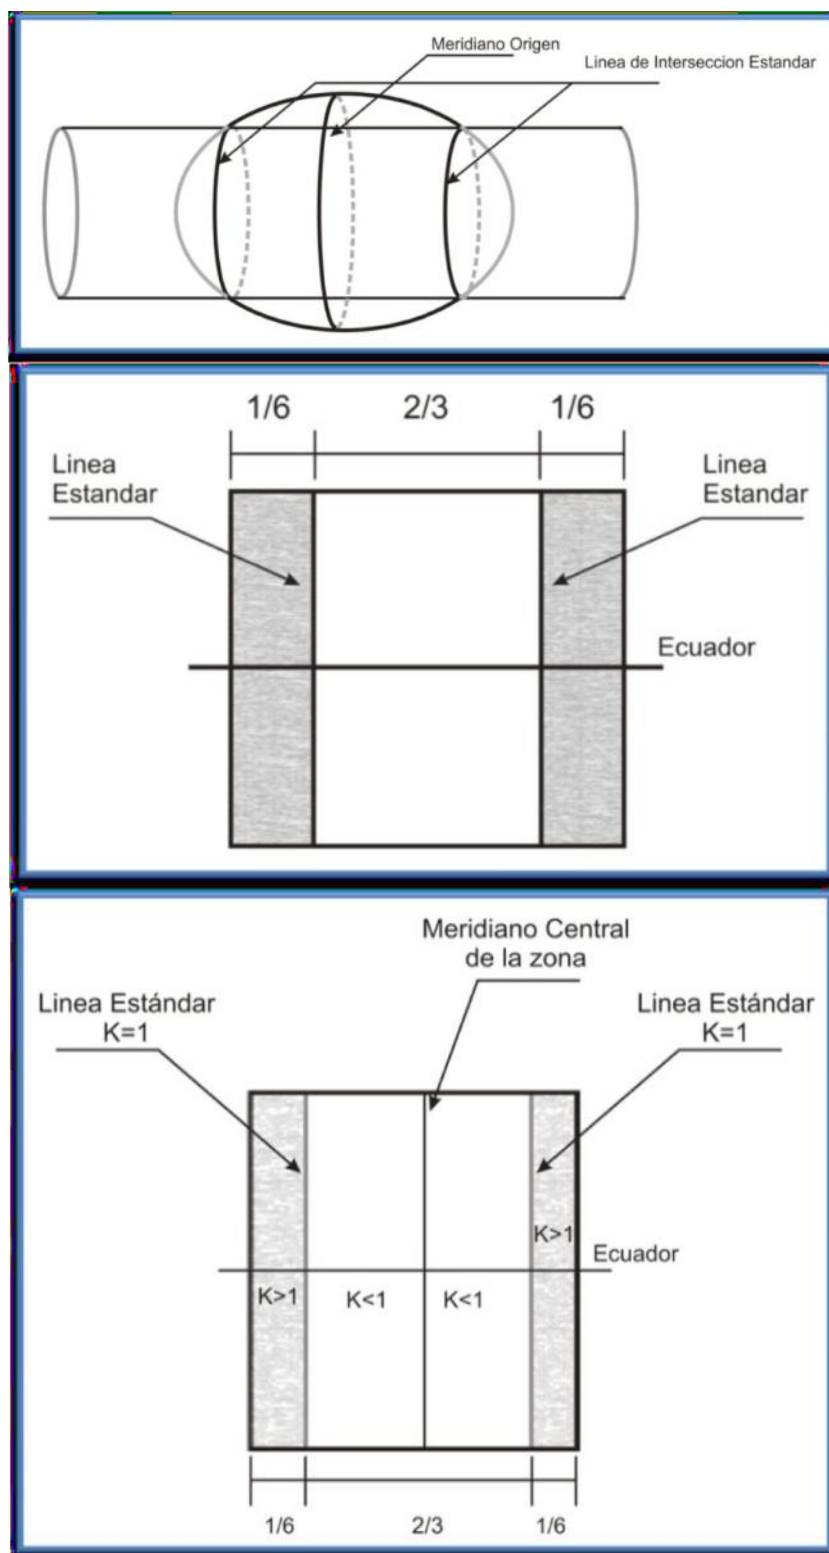 Meridiano Origen
Linea de Interseccion Estandar
1/6
2/3
1/6
Linea
Estandar
Linea
Estandar
Ecuador
Meridiano Central
de la zona
Linea Estándar
K=1
Linea Estándar
K=1
K>1
Ecuador
K>1
K<1
K<1
1/6
2/3
1/6